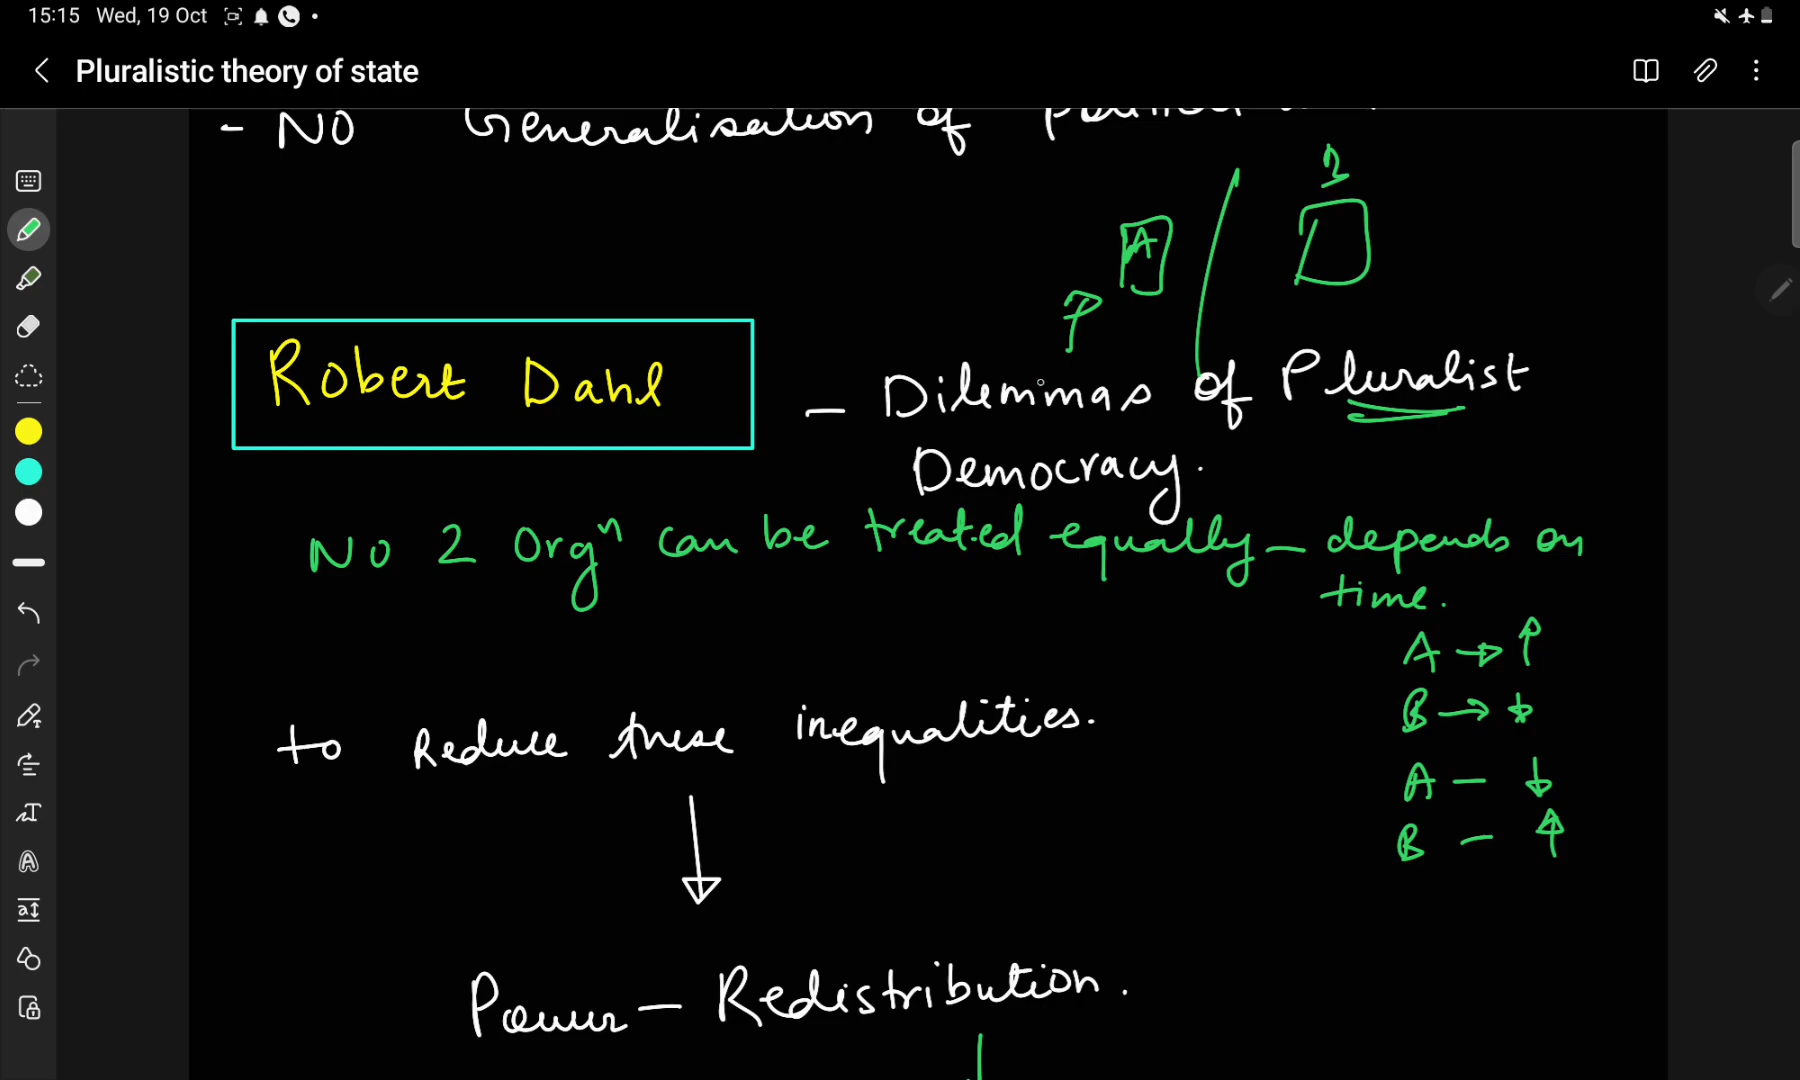 15:15 Wed, 19 Oct
Pluralistic theory of state
- No Generalisation of
A
Robert Dahl - Dilemmas of Pluralist
Democracy.
No 2 Orgⁿ can be treated equally - depends on
time.
A → ↑
B → ↓
A - ↓
B - ↑
to Reduce these inequalities.
↓
Power - Redistribution.